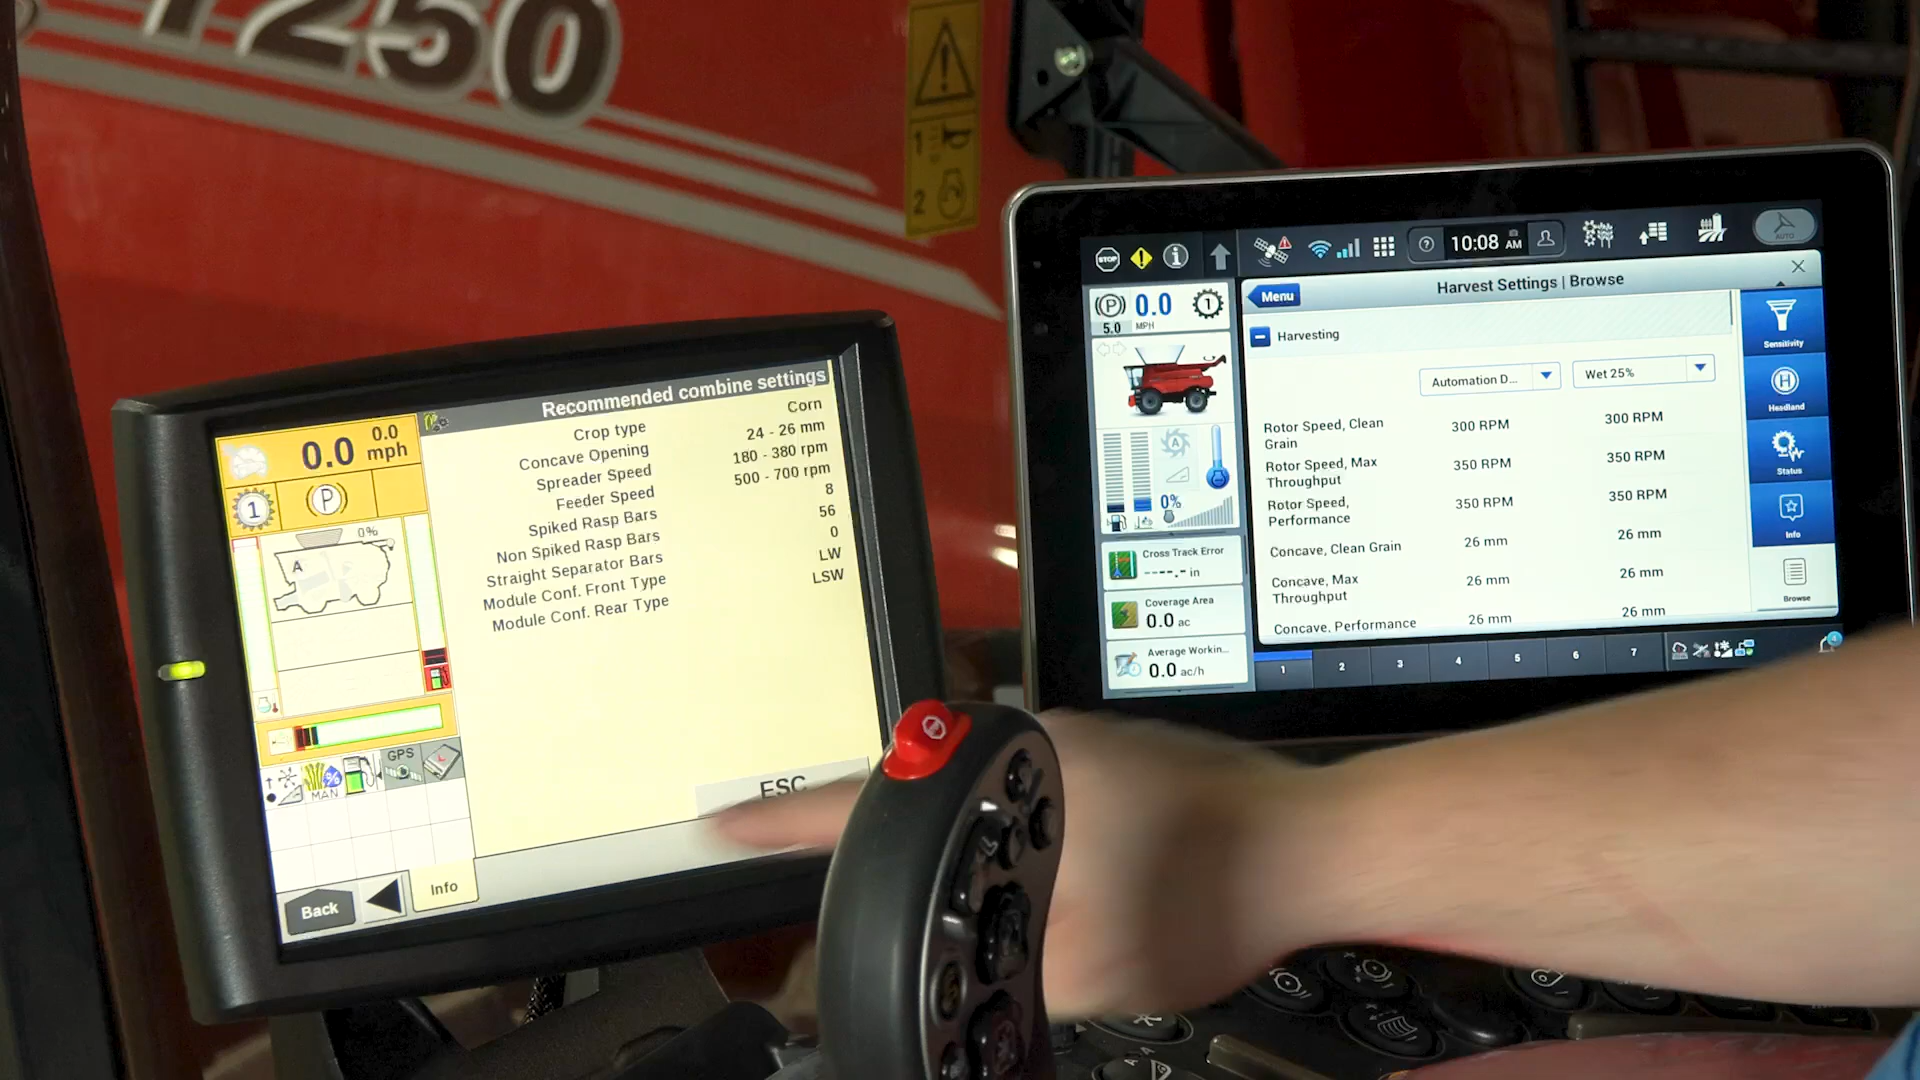 7250
1
2
Recommended combine settings
0.0 0.0
mph
1
P
0%
A
Crop type Corn
Concave Opening 24 - 26 mm
Spreader Speed 180 - 380 rpm
Feeder Speed 500 - 700 rpm
Spiked Rasp Bars 8
Non Spiked Rasp Bars 56
Straight Separator Bars 0
Module Conf. Front Type LW
Module Conf. Rear Type LSW
GPS
MAN
ESC
Back
Info
STOP
10:08 AM
AUTO
P 0.0 1
5.0 MPH
A
0%
Cross Track Error
----.- in
Coverage Area
0.0 ac
Average Workin...
0.0 ac/h
Menu
Harvest Settings | Browse
Harvesting
Automation D...
Wet 25%
Rotor Speed, Clean Grain 300 RPM 300 RPM
Rotor Speed, Max Throughput 350 RPM 350 RPM
Rotor Speed, Performance 350 RPM 350 RPM
Concave, Clean Grain 26 mm 26 mm
Concave, Max Throughput 26 mm 26 mm
Concave, Performance 26 mm 26 mm
Sensitivity
H
Headland
Status
Info
Browse
1 2 3 4 5 6 7